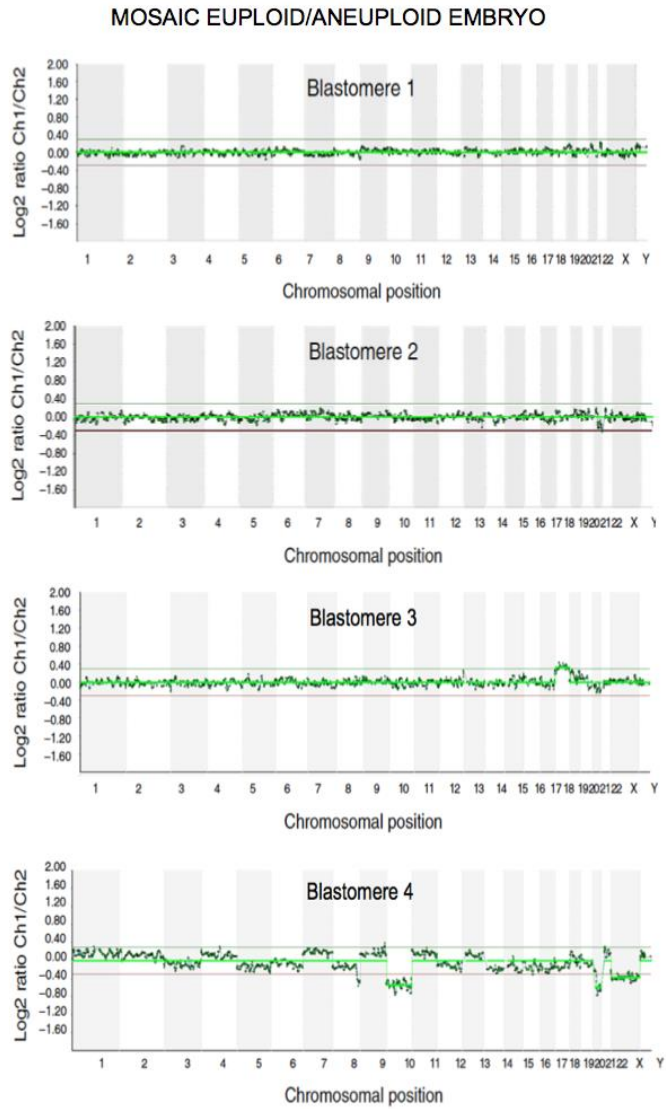 MOSAIC EUPLOID/ANEUPLOID EMBRYO
Blastomere 1
Log2 ratio Ch1/Ch2
2.00
1.60
1.20
0.80
0.40
0.00
−0.40
−0.80
−1.20
−1.60
1 2 3 4 5 6 7 8 9 10 11 12 13 14 15 16 17 18 19 20 21 22 X Y
Chromosomal position
Blastomere 2
Log2 ratio Ch1/Ch2
2.00
1.60
1.20
0.80
0.40
0.00
−0.40
−0.80
−1.20
−1.60
1 2 3 4 5 6 7 8 9 10 11 12 13 14 15 16 17 18 19 20 21 22 X Y
Chromosomal position
Blastomere 3
Log2 ratio Ch1/Ch2
2.00
1.60
1.20
0.80
0.40
0.00
−0.40
−0.80
−1.20
−1.60
1 2 3 4 5 6 7 8 9 10 11 12 13 14 15 16 17 18 19 20 21 22 X Y
Chromosomal position
Blastomere 4
Log2 ratio Ch1/Ch2
2.00
1.60
1.20
0.80
0.40
0.00
−0.40
−0.80
−1.20
−1.60
1 2 3 4 5 6 7 8 9 10 11 12 13 14 15 16 17 18 19 20 21 22 X Y
Chromosomal position